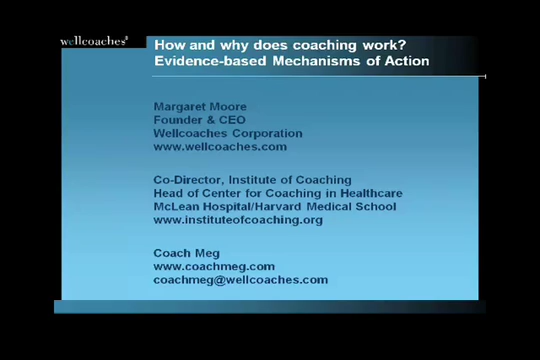 wellcoaches
How and why does coaching work?
Evidence-based Mechanisms of Action
Margaret Moore
Founder & CEO
Wellcoaches Corporation
www.wellcoaches.com
Co-Director, Institute of Coaching
Head of Center for Coaching in Healthcare
McLean Hospital/Harvard Medical School
www.instituteofcoaching.org
Coach Meg
www.coachmeg.com
coachmeg@wellcoaches.com